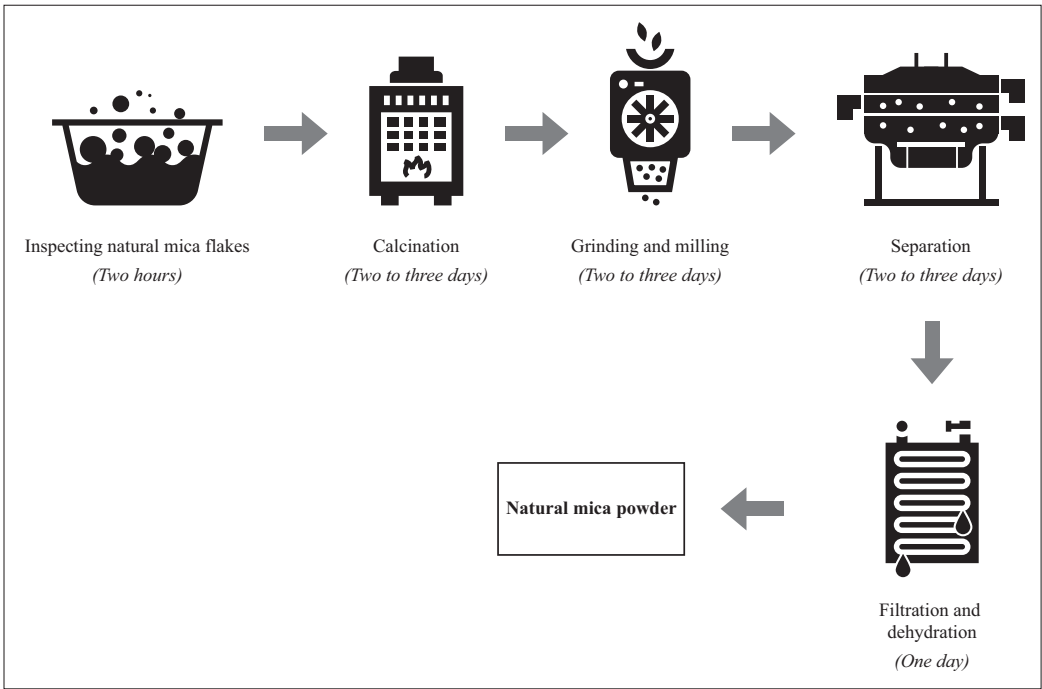 Inspecting natural mica flakes
(Two hours)
Calcination
(Two to three days)
Grinding and milling
(Two to three days)
Separation
(Two to three days)
Filtration and
dehydration
(One day)
Natural mica powder